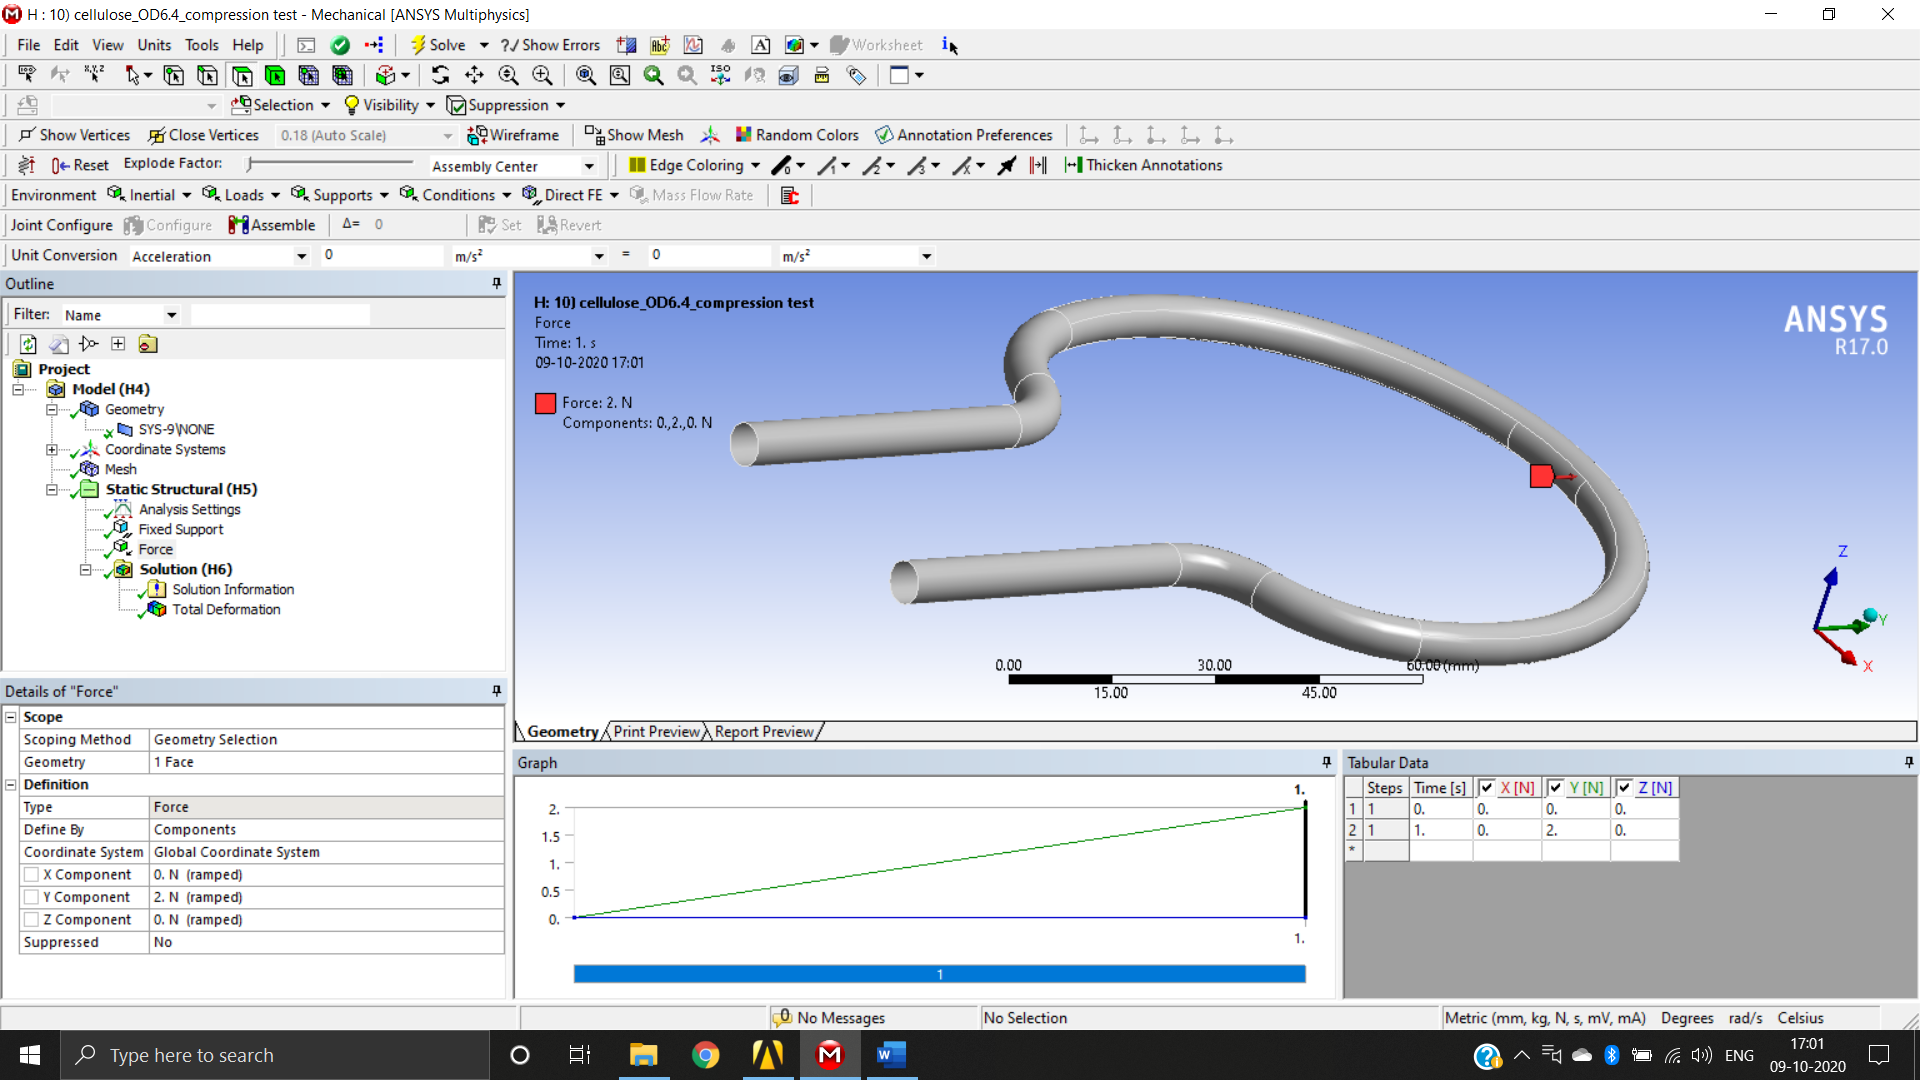 H : 10) cellulose_OD6.4_compression test - Mechanical [ANSYS Multiphysics]
File Edit View Units Tools Help Solve ?/Show Errors Worksheet
Selection Visibility Suppression
Show Vertices Close Vertices 0.18 (Auto Scale) Wireframe Show Mesh Random Colors Annotation Preferences
Reset Explode Factor: Assembly Center Edge Coloring Thicken Annotations
Environment Inertial Loads Supports Conditions Direct FE Mass Flow Rate
Joint Configure Configure Assemble Δ= 0 Set Revert
Unit Conversion Acceleration 0 m/s² = 0 m/s²
Outline
Filter: Name
Project
Model (H4)
Geometry
SYS-9\NONE
Coordinate Systems
Mesh
Static Structural (H5)
Analysis Settings
Fixed Support
Force
Solution (H6)
Solution Information
Total Deformation
H: 10) cellulose_OD6.4_compression test
Force
Time: 1. s
09-10-2020 17:01
Force: 2. N
Components: 0.,2.,0. N
ANSYS
R17.0
Z
Y
X
0.00 30.00 60.00 (mm)
15.00 45.00
Geometry Print Preview Report Preview
Details of "Force"
Scope
Scoping Method Geometry Selection
Geometry 1 Face
Definition
Type Force
Define By Components
Coordinate System Global Coordinate System
X Component 0. N (ramped)
Y Component 2. N (ramped)
Z Component 0. N (ramped)
Suppressed No
Graph
1.
2.
1.5
1.
0.5
0.
1.
1
Tabular Data
Steps Time [s] X [N] Y [N] Z [N]
1 1 0. 0. 0. 0.
2 1 1. 0. 2. 0.
*
0 No Messages No Selection Metric (mm, kg, N, s, mV, mA) Degrees rad/s Celsius
Type here to search
ENG
17:01
09-10-2020